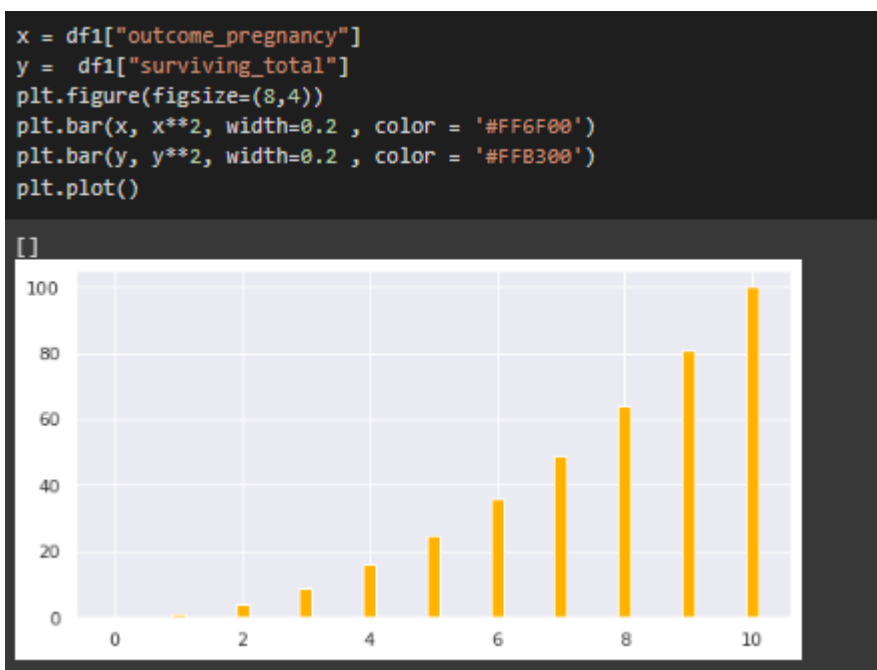 x = df1["outcome_pregnancy"]
y =  df1["surviving_total"]
plt.figure(figsize=(8,4))
plt.bar(x, x**2, width=0.2 , color = '#FF6F00')
plt.bar(y, y**2, width=0.2 , color = '#FFB300')
plt.plot()
[]
100
80
60
40
20
0
0 2 4 6 8 10